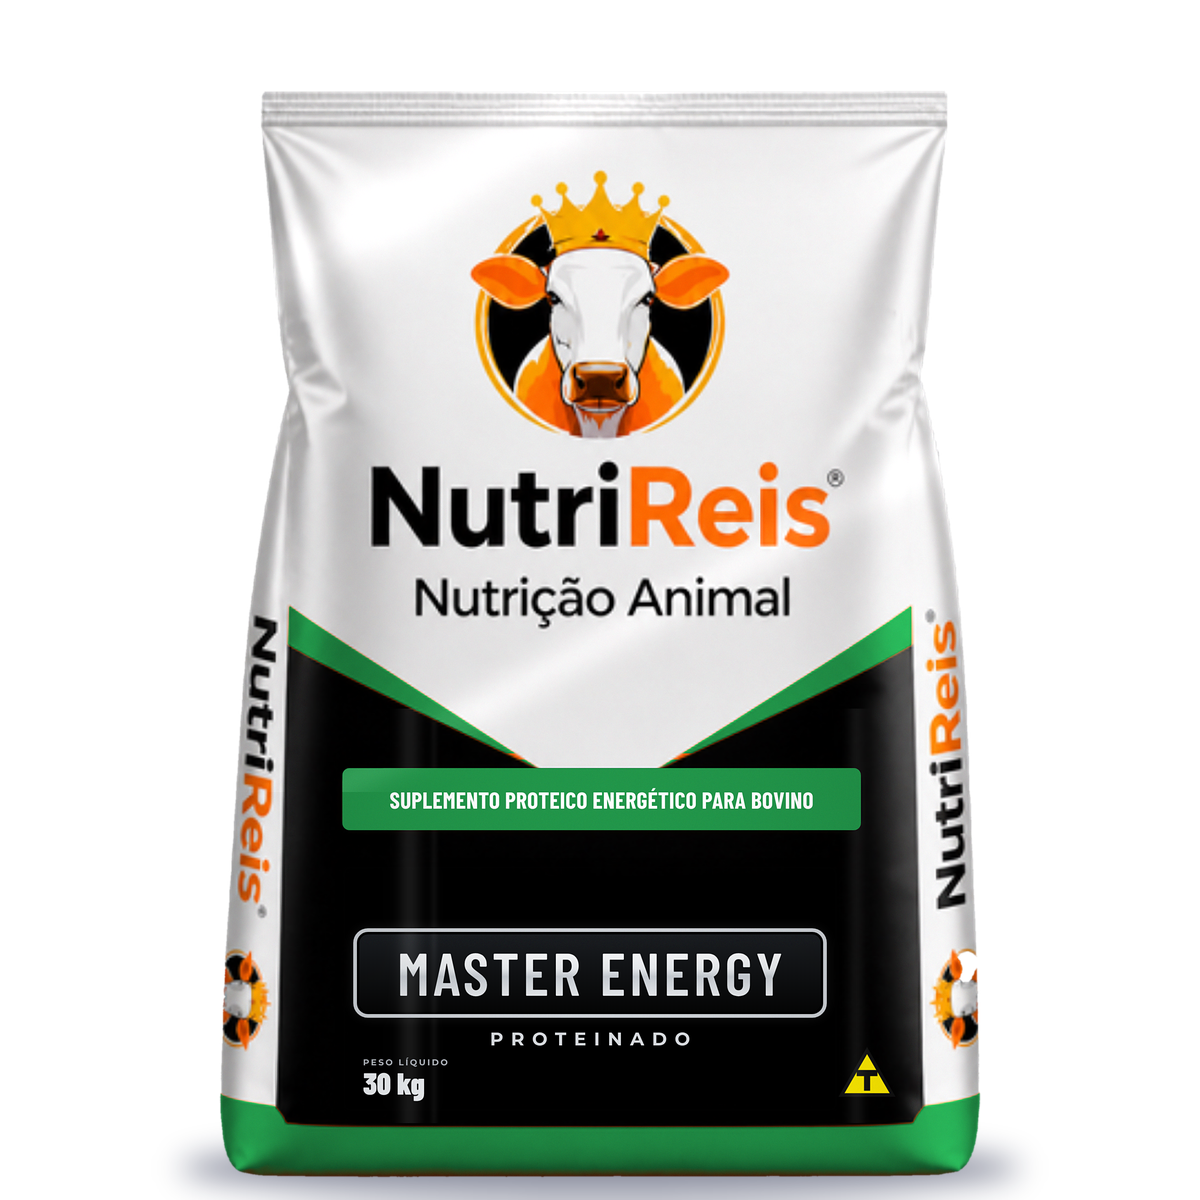 NutriReis®
Nutrição Animal
NutriReis®
NutriReis®
SUPLEMENTO PROTEICO ENERGÉTICO PARA BOVINO
MASTER ENERGY
PROTEINADO
PESO LÍQUIDO
30 kg
T